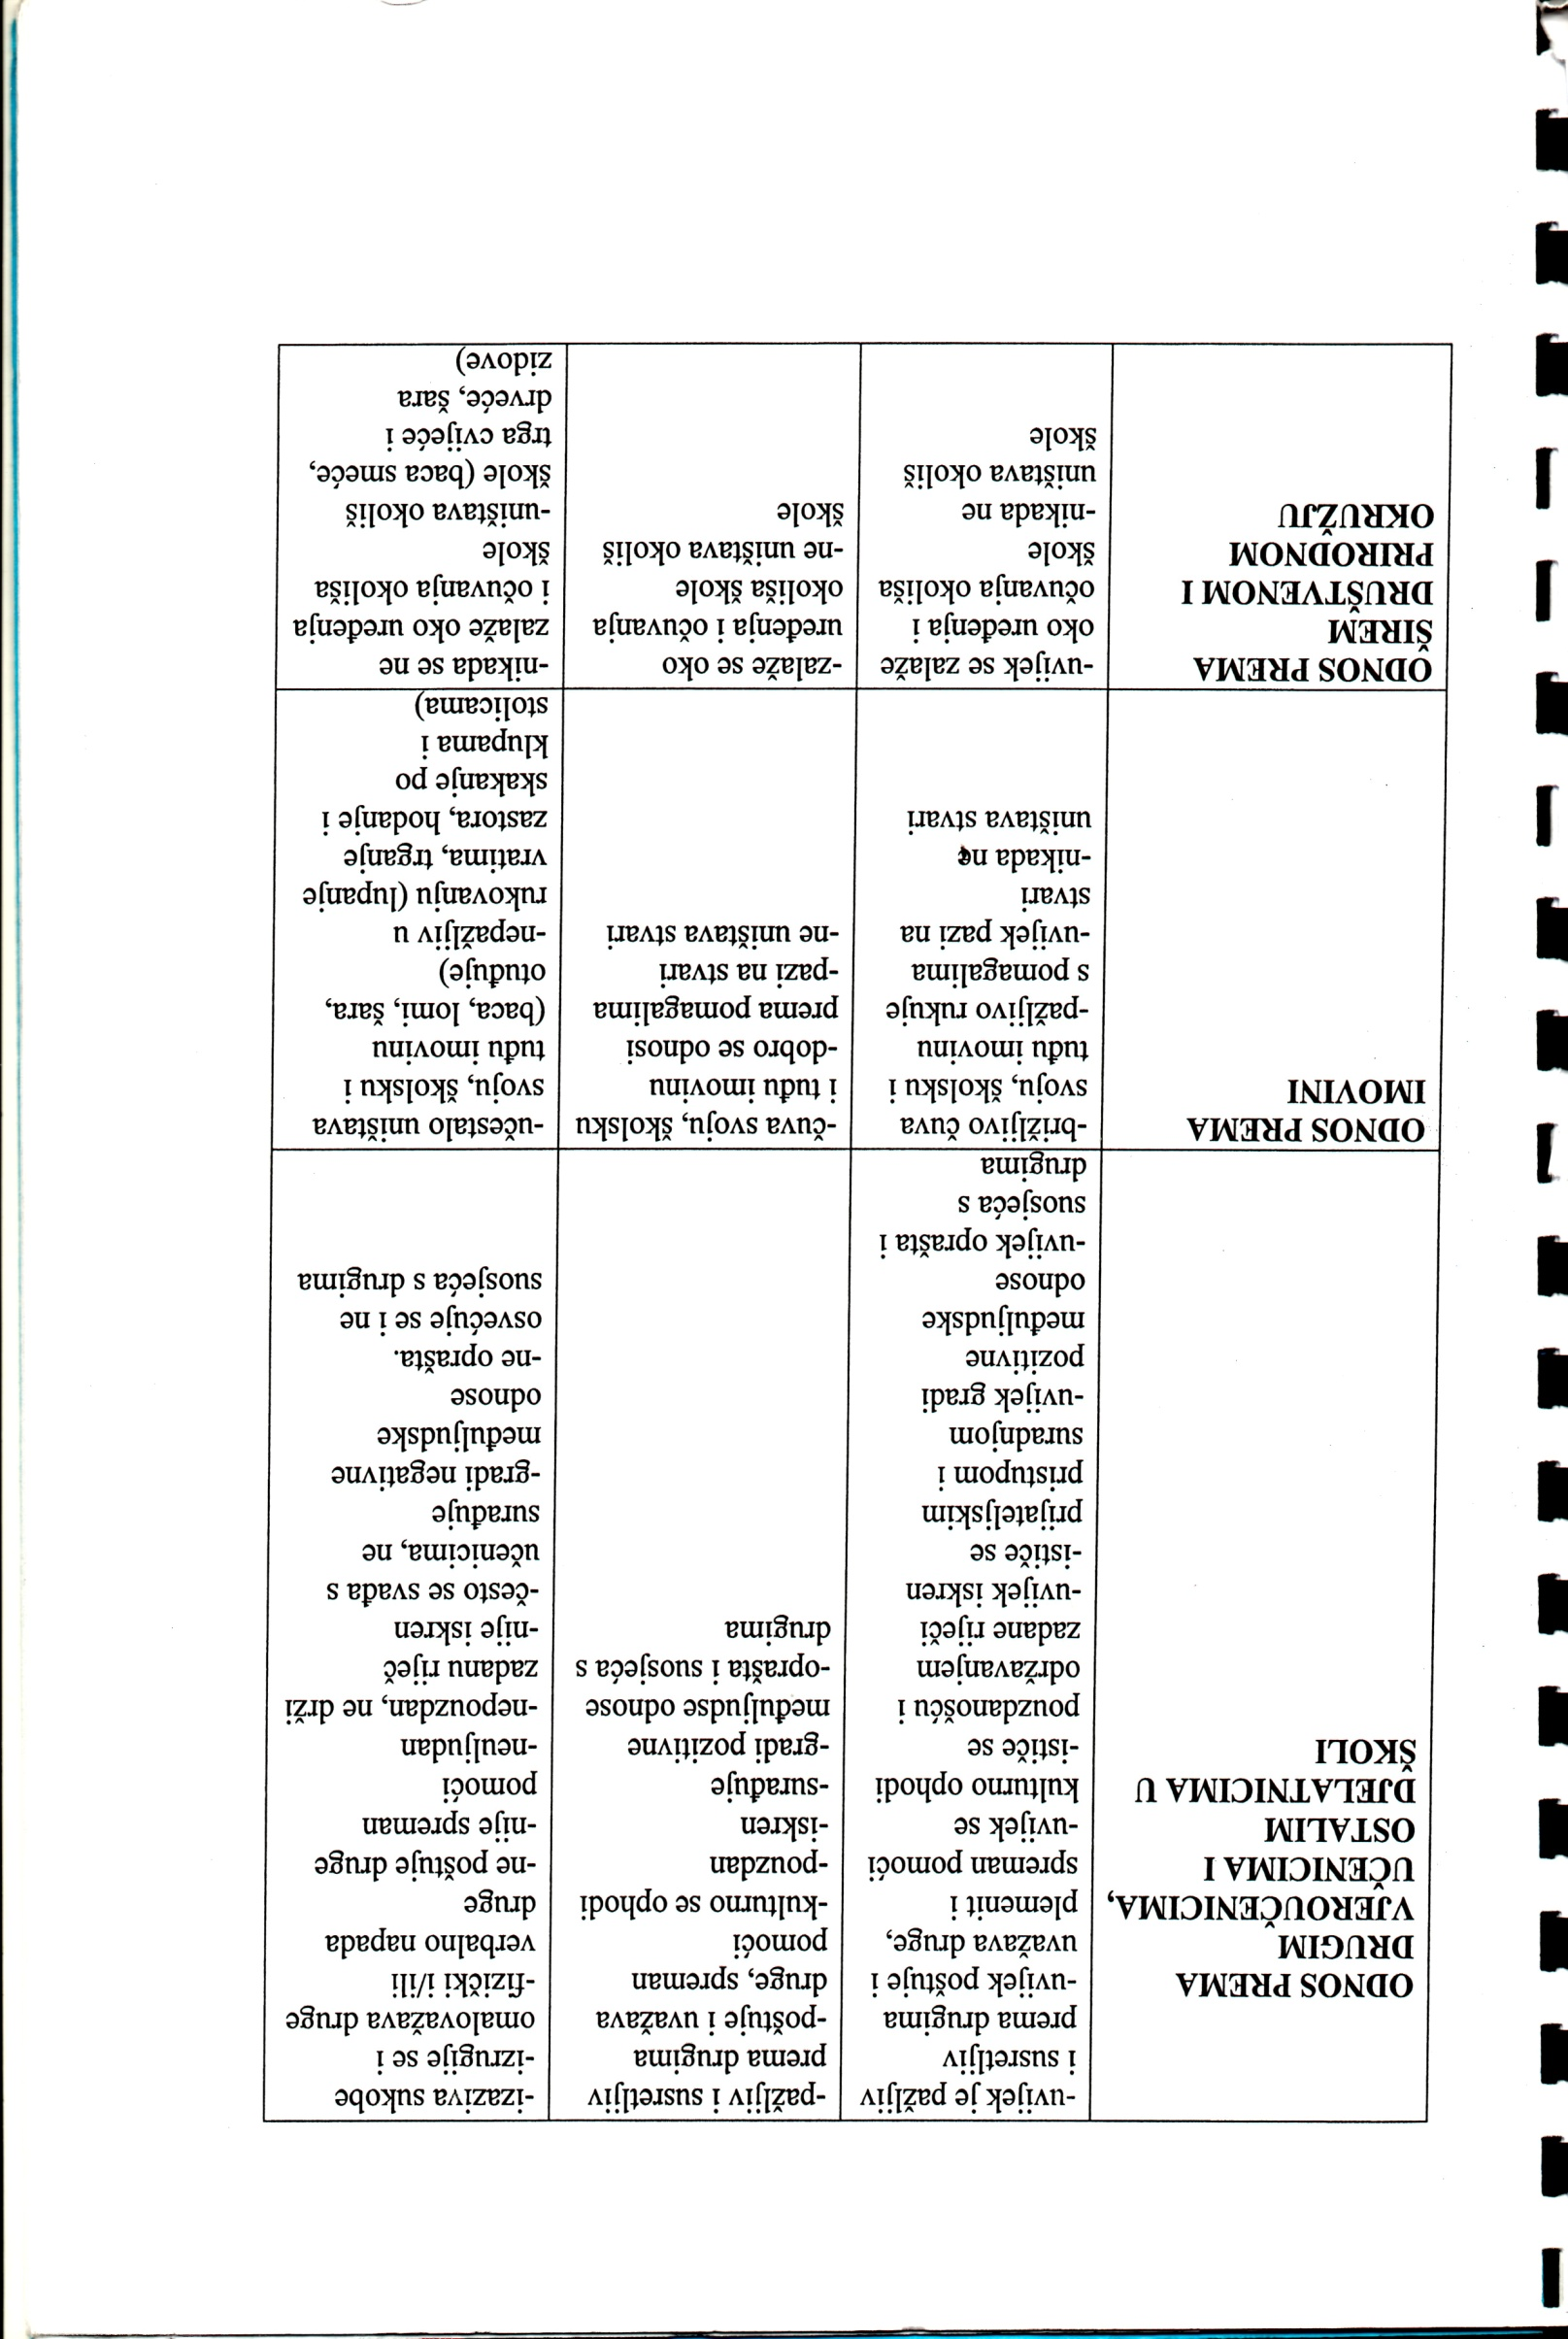 ODNOS PREMA
DRUGIM
VJEROUČENICIMA,
UČENICIMA I
OSTALIM
DJELATNICIMA U
ŠKOLI
-uvijek je pažljiv
i susretljiv
prema drugima
-uvijek poštuje i
uvažava druge,
plemenit i
spreman pomoći
-uvijek se
kulturno ophodi
-ističe se
pouzdanošću i
održavanjem
zadane riječi
-uvijek iskren
-ističe se
prijateljskim
pristupom i
suradnjom
-uvijek gradi
pozitivne
međuljudske
odnose
-uvijek oprašta i
suosjeća s
drugima
-pažljiv i susretljiv
prema drugima
-poštuje i uvažava
druge, spreman
pomoći
-kulturno se ophodi
-pouzdan
-iskren
-surađuje
-gradi pozitivne
međuljudse odnose
-oprašta i suosjeća s
drugima
-izaziva sukobe
-izrugije se i
omalovažava druge
-fizički i/ili
verbalno napada
druge
-ne poštuje druge
-nije spreman
pomoći
-neuljudan
-nepouzdan, ne drži
zadanu riječ
-nije iskren
-često se svađa s
učenicima, ne
surađuje
-gradi negativne
međuljudske
odnose
-ne oprašta.
osvećuje se i ne
suosjeća s drugima
ODNOS PREMA
IMOVINI
-brižljivo čuva
svoju, školsku i
tuđu imovinu
-pažljivo rukuje
s pomagalima
-uvijek pazi na
stvari
-nikada ne
uništava stvari
-čuva svoju, školsku
i tuđu imovinu
-dobro se odnosi
prema pomagalima
-pazi na stvari
-ne uništava stvari
-učestalo uništava
svoju, školsku i
tuđu imovinu
(baca, lomi, šara,
otuđuje)
-nepažljiv u
rukovanju (lupanje
vratima, trganje
zastora, hodanje i
skakanje po
klupama i
stolicama)
ODNOS PREMA
ŠIREM
DRUŠTVENOM I
PRIRODNOM
OKRUŽJU
-uvijek se zalaže
oko uređenja i
očuvanja okoliša
škole
-nikada ne
uništava okoliš
škole
-zalaže se oko
uređenja i očuvanja
okoliša škole
-ne uništava okoliš
škole
-nikada se ne
zalaže oko uređenja
i očuvanja okoliša
škole
-uništava okoliš
škole (baca smeće,
trga cvijeće i
drveće, šara
zidove)